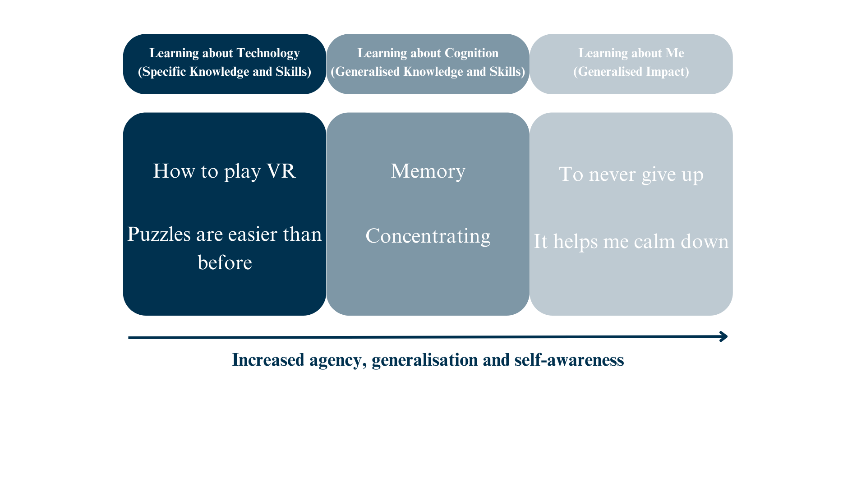 Learning about Technology
(Specific Knowledge and Skills)
Learning about Cognition
(Generalised Knowledge and Skills)
Learning about Me
(Generalised Impact)
How to play VR
Puzzles are easier than
before
Memory
Concentrating
To never give up
It helps me calm down
Increased agency, generalisation and self-awareness